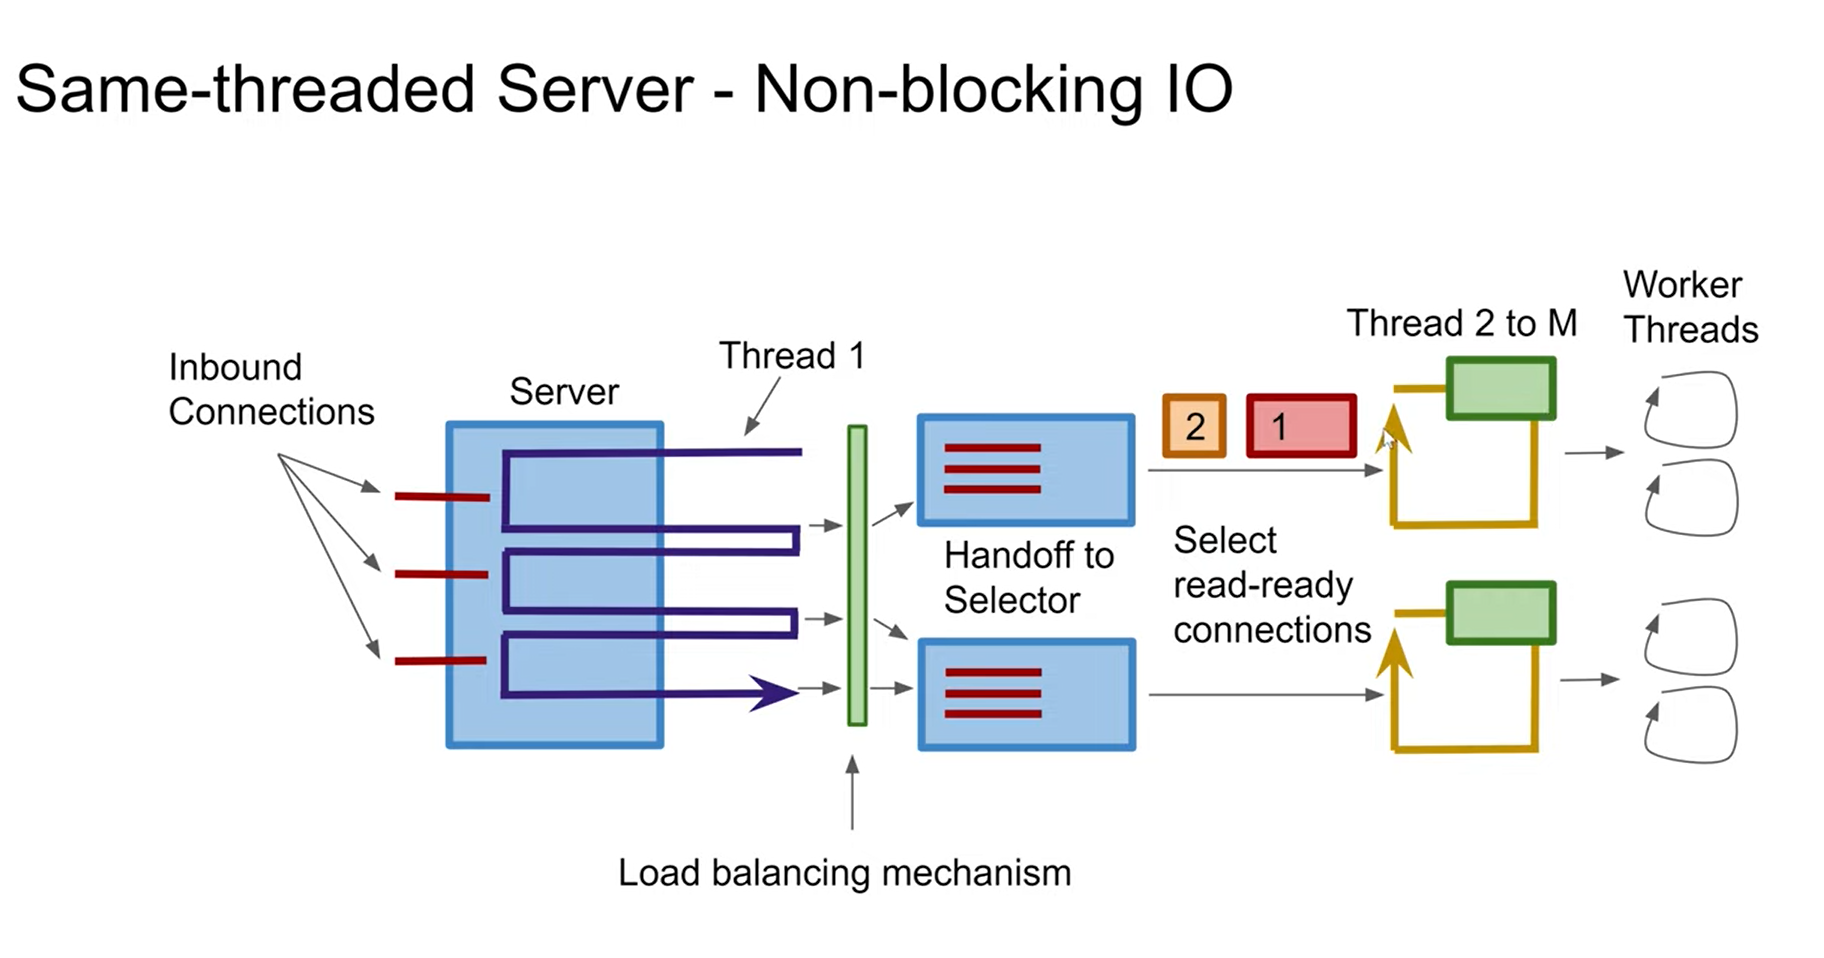 Same-threaded Server - Non-blocking IO
Inbound
Connections
Server
Thread 1
Handoff to
Selector
2
1
Select
read-ready
connections
Thread 2 to M
Worker
Threads
Load balancing mechanism